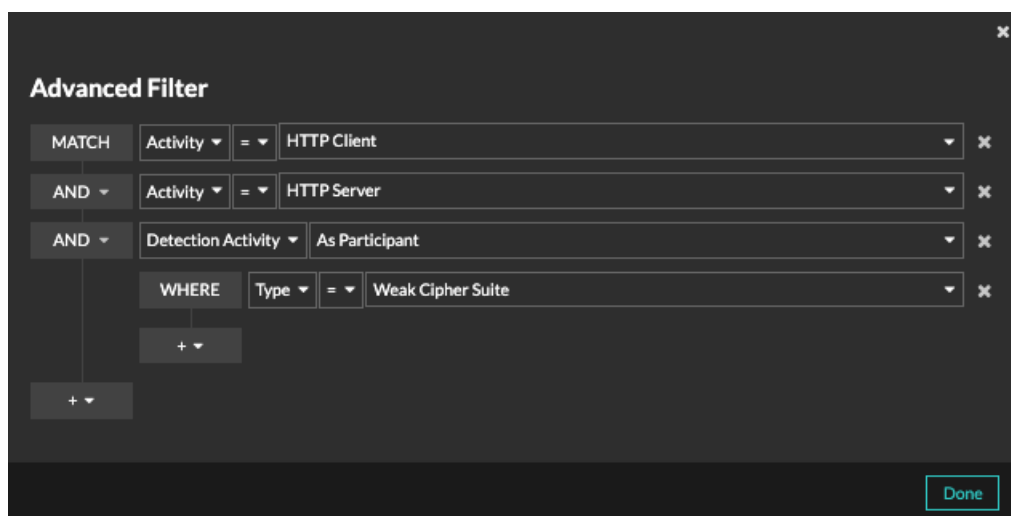 Advanced Filter
MATCH Activity = HTTP Client
AND Activity = HTTP Server
AND Detection Activity As Participant
WHERE Type = Weak Cipher Suite
+
+
Done